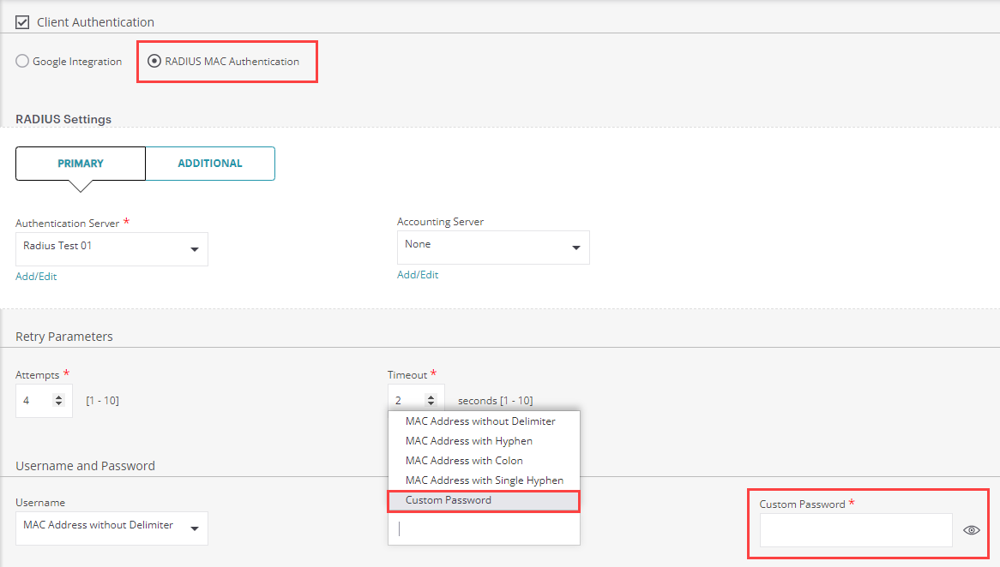 Client Authentication
Google Integration
RADIUS MAC Authentication
RADIUS Settings
PRIMARY
ADDITIONAL
Authentication Server *
Accounting Server
Radius Test 01
None
Add/Edit
Add/Edit
Retry Parameters
Attempts *
Timeout *
4
[1 - 10]
2
seconds [1 - 10]
MAC Address without Delimiter
MAC Address with Hyphen
MAC Address with Colon
MAC Address with Single Hyphen
Custom Password
Username and Password
Username
MAC Address without Delimiter
Custom Password *